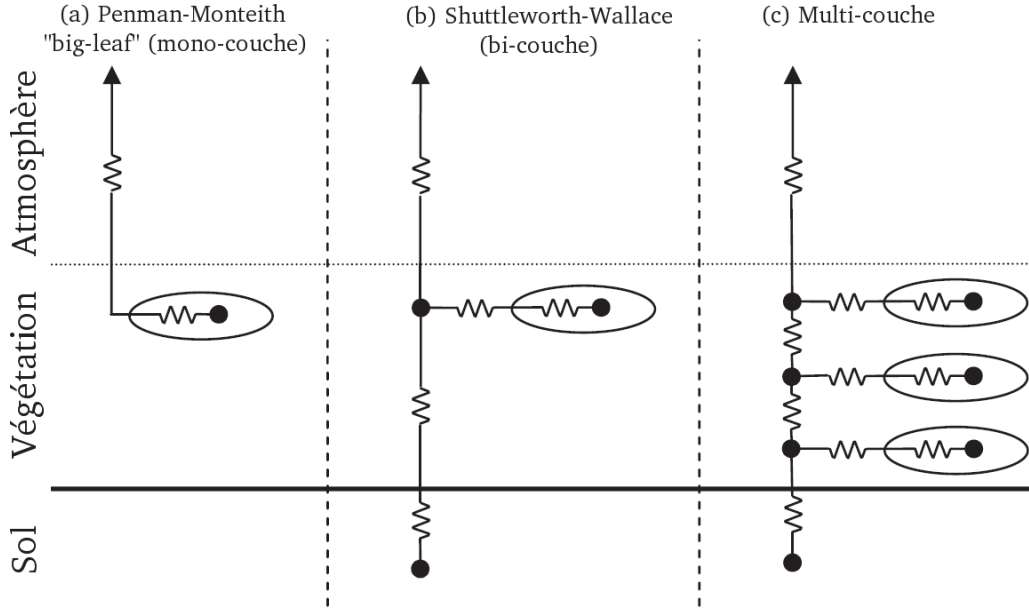 (a) Penman-Monteith
"big-leaf" (mono-couche)
(b) Shuttleworth-Wallace
(bi-couche)
(c) Multi-couche
Atmosphère
Végétation
Sol